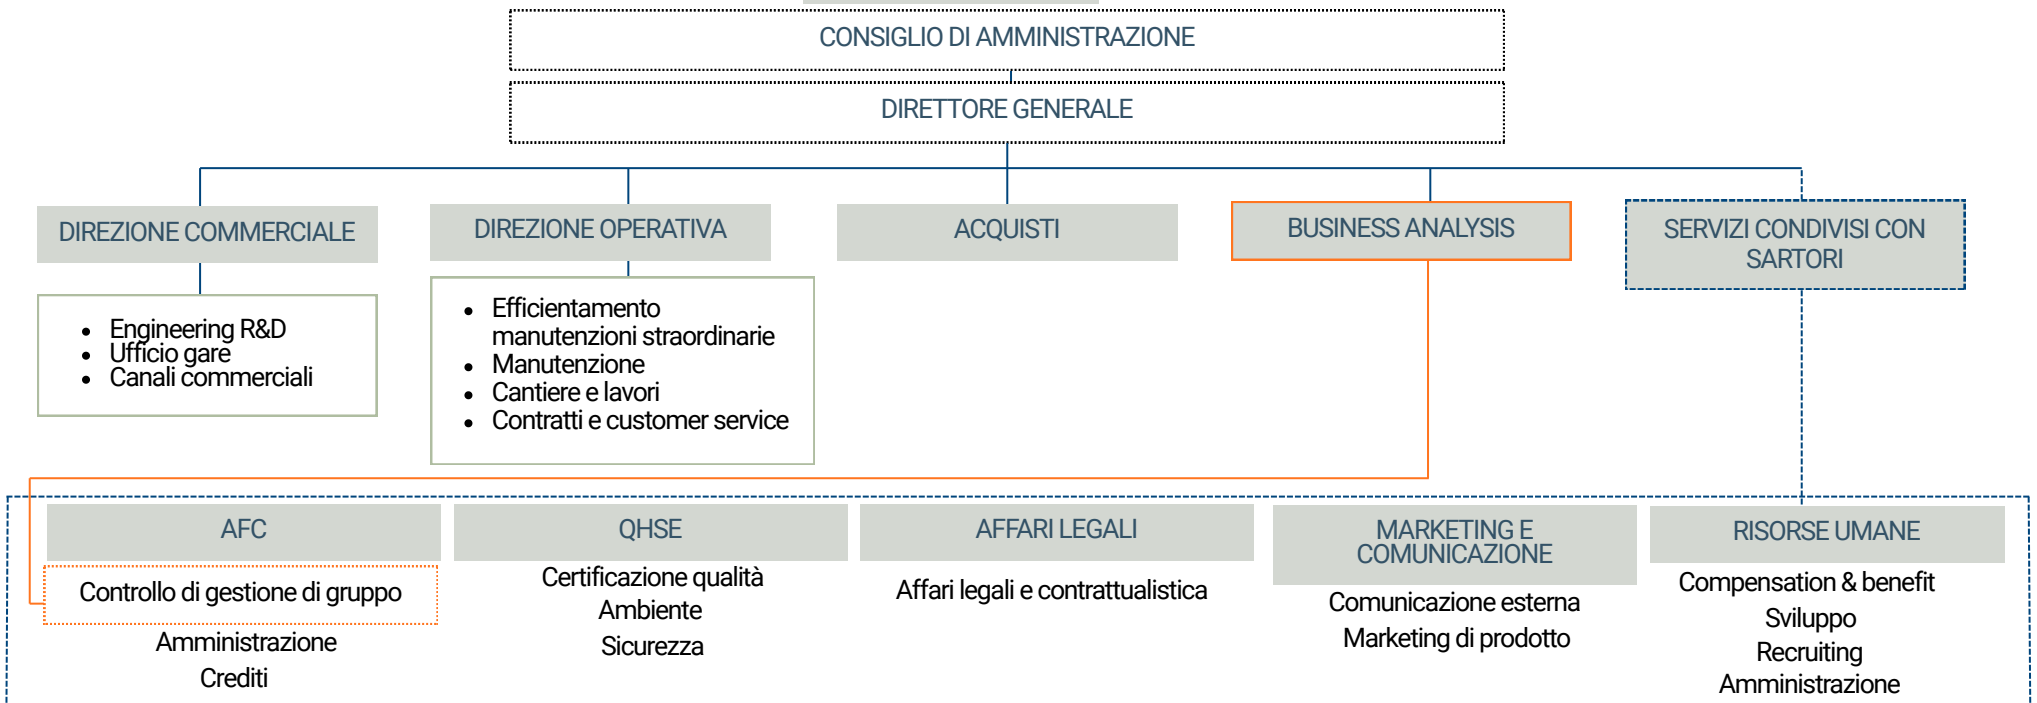 CONSIGLIO DI AMMINISTRAZIONE
DIRETTORE GENERALE
DIREZIONE COMMERCIALE
• Engineering R&D
• Ufficio gare
• Canali commerciali
DIREZIONE OPERATIVA
• Efficientamento
manutenzioni straordinarie
• Manutenzione
• Cantiere e lavori
• Contratti e customer service
ACQUISTI
BUSINESS ANALYSIS
SERVIZI CONDIVISI CON
SARTORI
AFC
Controllo di gestione di gruppo
Amministrazione
Crediti
QHSE
Certificazione qualità
Ambiente
Sicurezza
AFFARI LEGALI
Affari legali e contrattualistica
MARKETING E
COMUNICAZIONE
Comunicazione esterna
Marketing di prodotto
RISORSE UMANE
Compensation & benefit
Sviluppo
Recruiting
Amministrazione